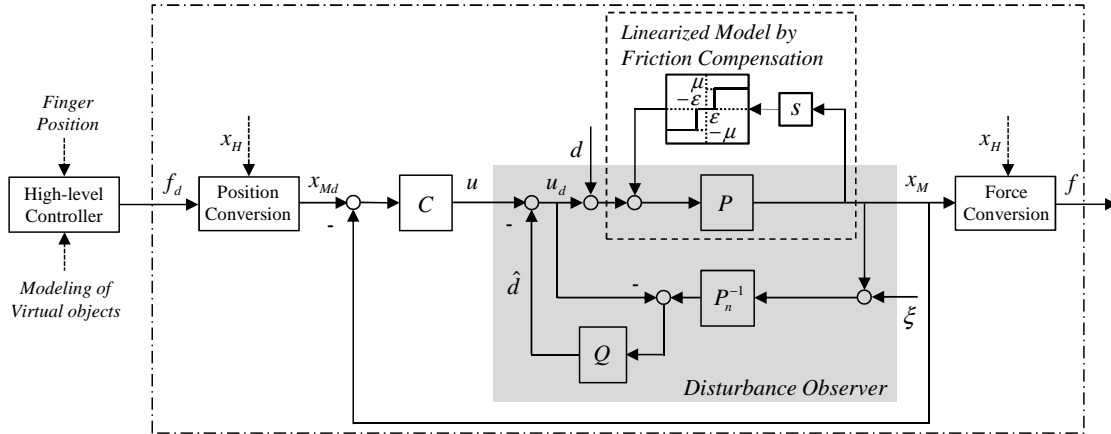 Linearized Model by
Friction Compensation
μ
-ε
ε
-μ
s
Finger
Position
x_H
d
x_H
High-level
Controller
f_d
Position
Conversion
x_Md
-
C
u
-
u_d
P
x_M
Force
Conversion
f
Modeling of
Virtual objects
d̂
-
P_n^{-1}
ξ
Q
Disturbance Observer